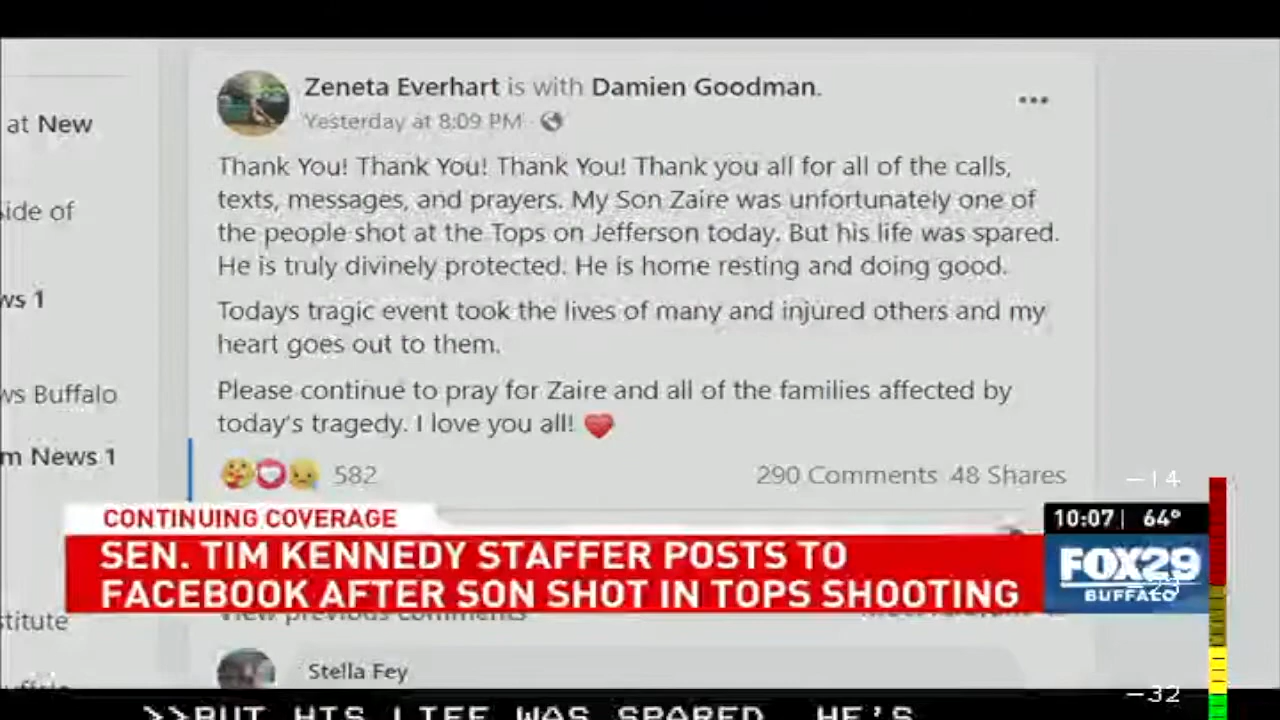 Zeneta Everhart is with Damien Goodman.
Yesterday at 8:09 PM ·
at New
Side of
ws 1
ws Buffalo
m News 1
stitute
Thank You! Thank You! Thank You! Thank you all for all of the calls,
texts, messages, and prayers. My Son Zaire was unfortunately one of
the people shot at the Tops on Jefferson today. But his life was spared.
He is truly divinely protected. He is home resting and doing good.
Todays tragic event took the lives of many and injured others and my
heart goes out to them.
Please continue to pray for Zaire and all of the families affected by
today's tragedy. I love you all! ❤
582
290 Comments 48 Shares
-14
CONTINUING COVERAGE
10:07 | 64°
SEN. TIM KENNEDY STAFFER POSTS TO
FACEBOOK AFTER SON SHOT IN TOPS SHOOTING
FOX29
BUFFALO
View previous comments
Stella Fey
-32
>>BUT HIS LIFE WAS SPARED. HE'S